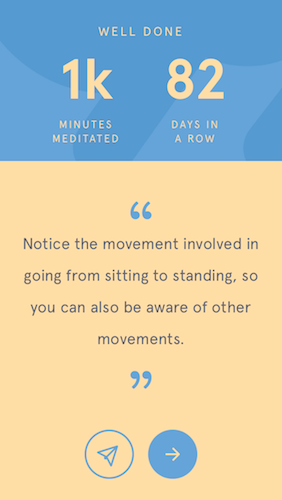 WELL DONE
1k 82
MINUTES MEDITATED
DAYS IN A ROW
“
Notice the movement involved in
going from sitting to standing, so
you can also be aware of other
movements.
”